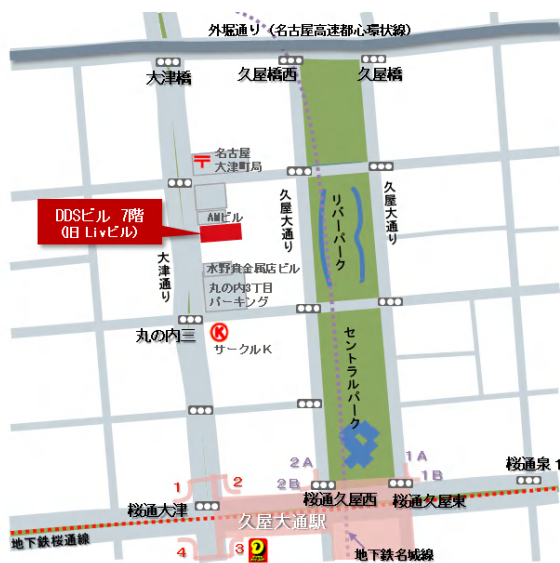 外堀通り（名古屋高速都心環状線）
大津橋
久屋橋西
久屋橋
名古屋
大津町局
AMビル
DDSビル 7階
(旧 Livビル)
久屋大通り
リバーパーク
久屋大通り
大津通り
水野貴金属店ビル
丸の内3丁目
パーキング
丸の内三
K
サークルK
セントラルパーク
2A
1A
桜通泉1
1
2
2B
1B
桜通大津
桜通久屋西
桜通久屋東
久屋大通駅
地下鉄桜通線
4
3
地下鉄名城線